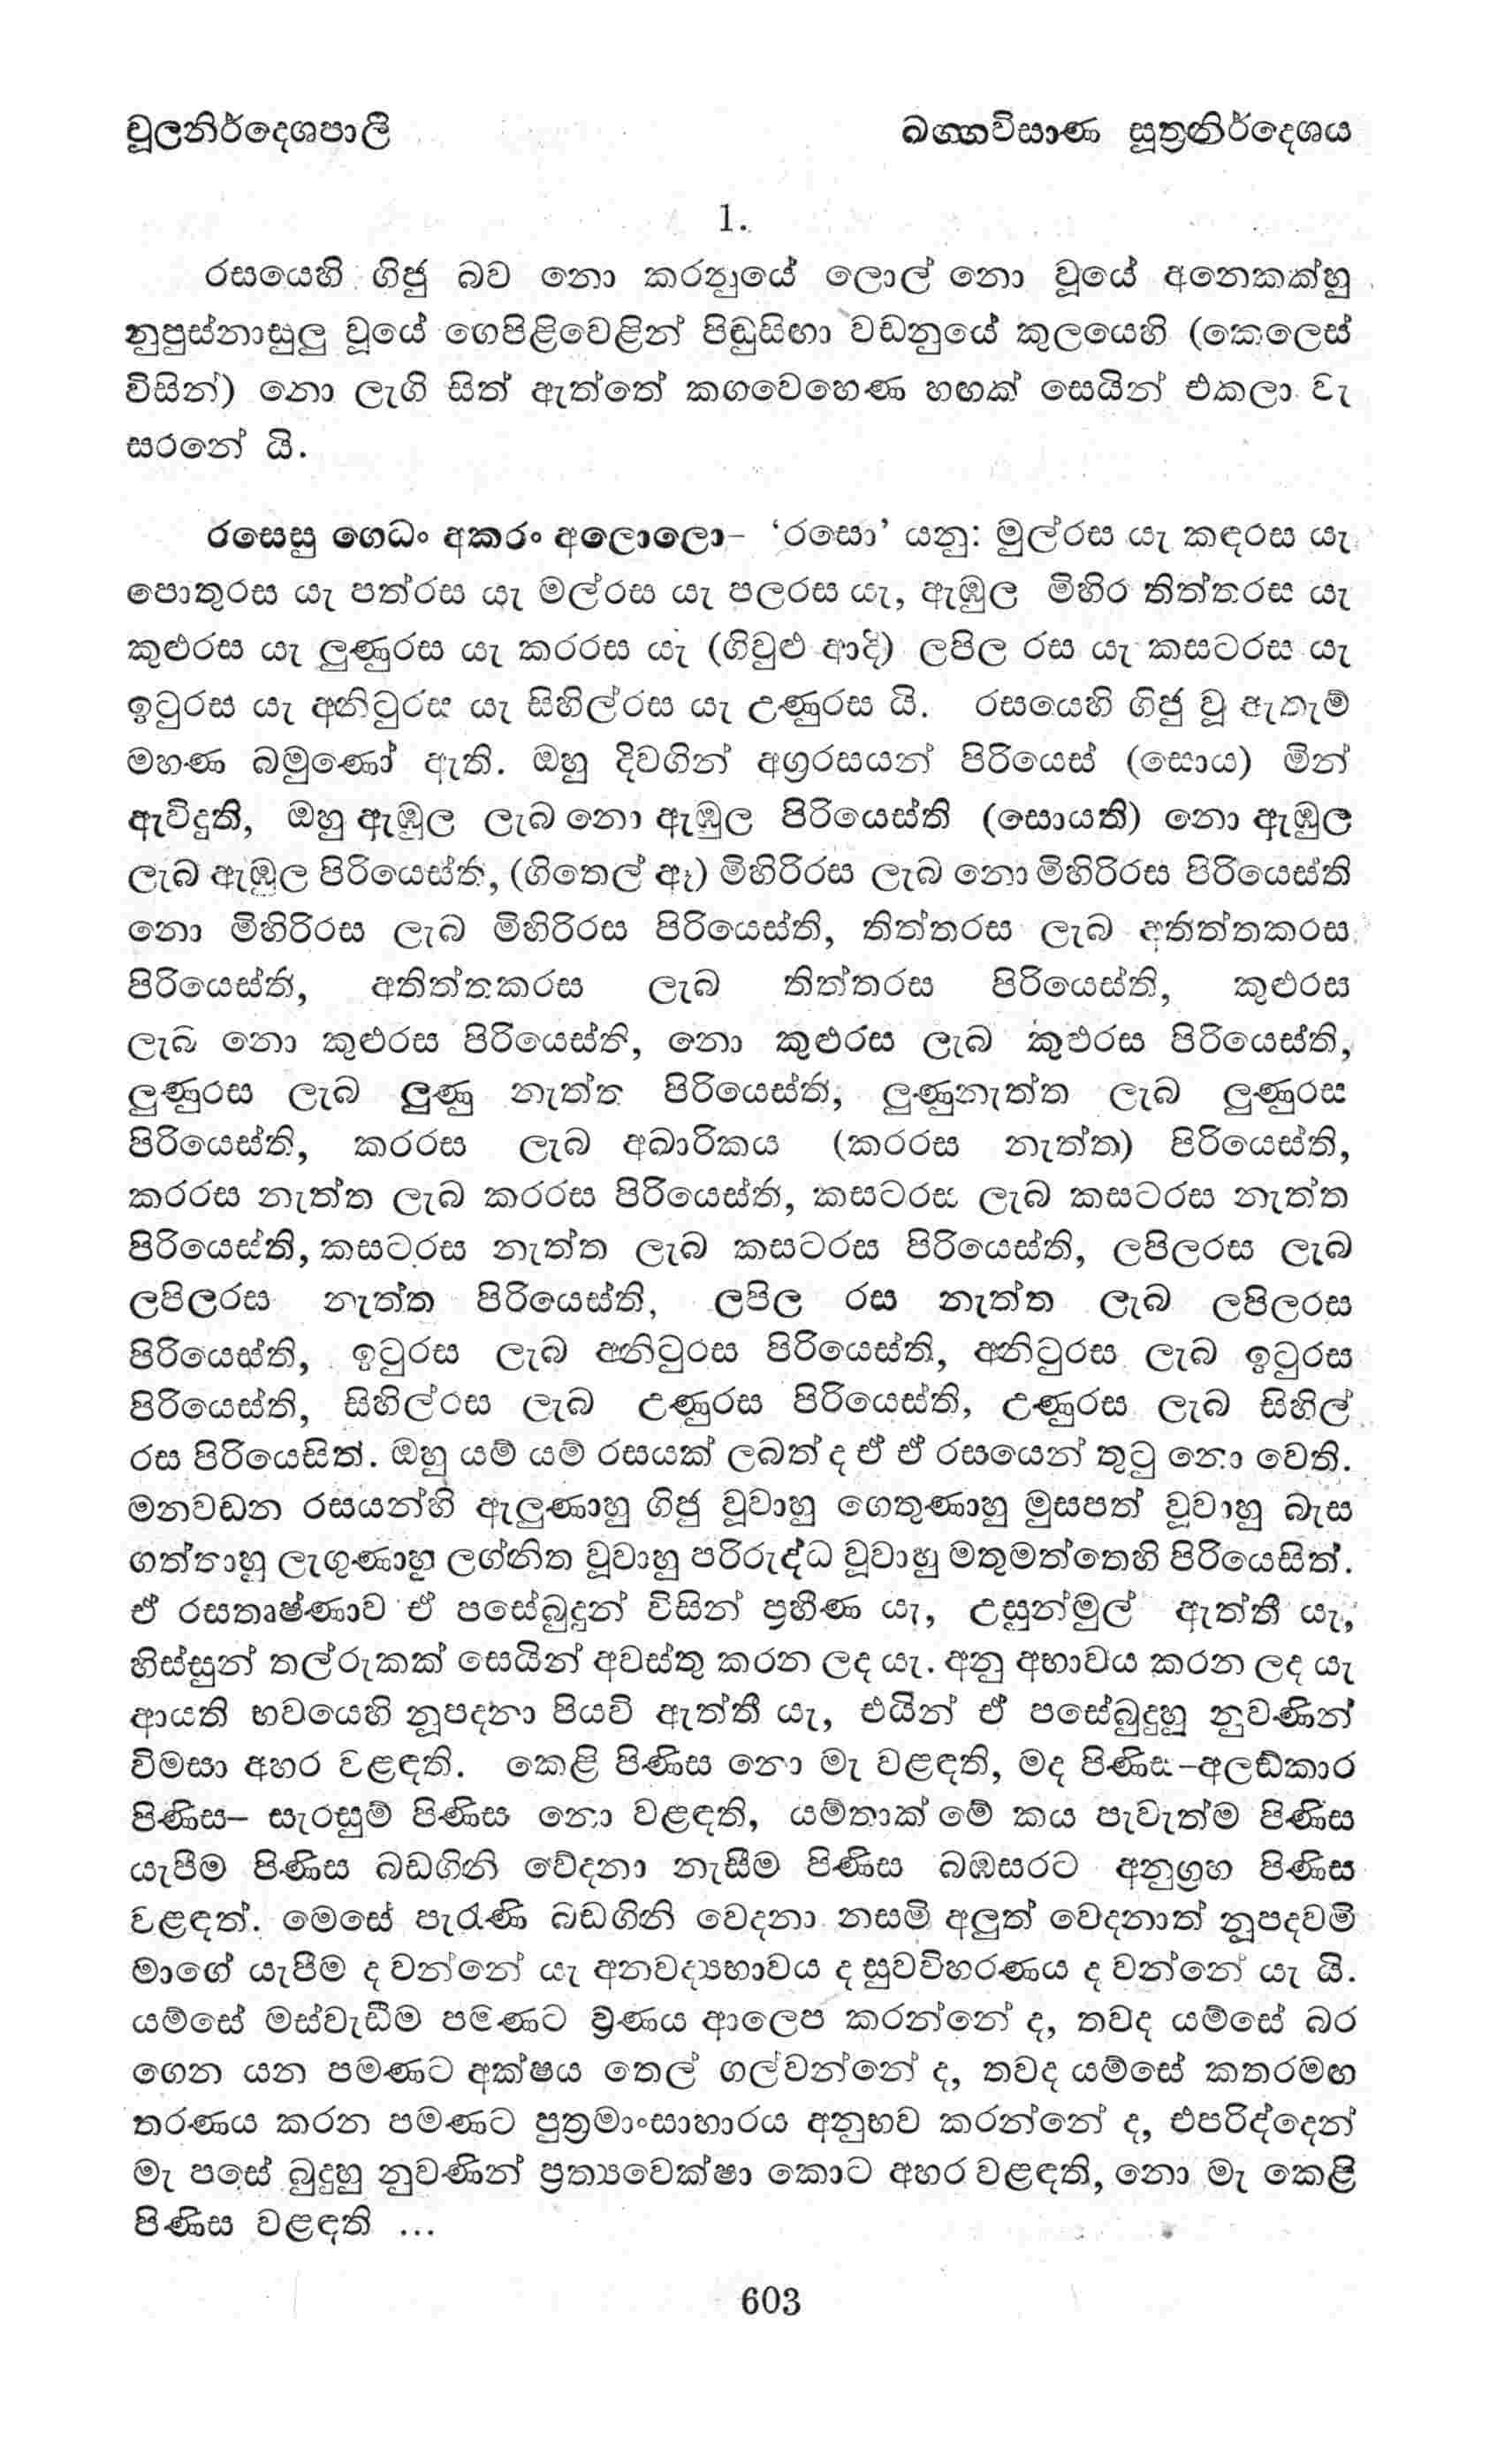 චූලනිර්දෙශපාලි ඛග්ගවිසාණ සූත්‍රනිර්දෙශය
1.
රසයෙහි ගිජු බව නො කරනුයේ ලොල් නො වූයේ අනෙකක්හු
නුපුස්නාසුලු වූයේ ගෙපිළිවෙළින් පිඬුසිඟා වඩනුයේ කුලයෙහි (කෙලෙස්
විසින්) නො ලැගි සිත් ඇත්තේ කගවෙහෙණ හඟක් සෙයින් එකලා වැ
සරනේ යි.
රසෙසු ගෙධං අකරං අලොලො– ‘රසො’ යනු: මුල්රස යැ කඳරස යැ
පොතුරස යැ පත්රස යැ මල්රස යැ පලරස යැ, ඇඹුල මිහිර තිත්තරස යැ
කුළුරස යැ ලුණුරස යැ කරරස යැ (ගිවුළු ආදි) ලපිල රස යැ කසටරස යැ
ඉටුරස යැ අනිටුරස යැ සිහිල්රස යැ උණුරස යි. රසයෙහි ගිජු වූ ඇතැම්
මහණ බමුණෝ ඇති. ඔහු දිවගින් අග්‍රරසයන් පිරියෙස් (සොය) මින්
ඇවිදුති, ඔහු ඇඹුල ලැබ නො ඇඹුල පිරියෙස්ති (සොයති) නො ඇඹුල
ලැබ ඇඹුල පිරියෙස්ති, (ගිතෙල් ඈ) මිහිරිරස ලැබ නො මිහිරිරස පිරියෙස්ති
නො මිහිරිරස ලැබ මිහිරිරස පිරියෙස්ති, තිත්තරස ලැබ අතිත්තකරස
පිරියෙස්ති, අතිත්තකරස ලැබ තිත්තරස පිරියෙස්ති, කුළුරස
ලැබ නො කුළුරස පිරියෙස්ති, නො කුළුරස ලැබ කුළුරස පිරියෙස්ති,
ලුණුරස ලැබ ලුණු නැත්ත පිරියෙස්ති, ලුණුනැත්ත ලැබ ලුණුරස
පිරියෙස්ති, කරරස ලැබ අඛාරිකය (කරරස නැත්ත) පිරියෙස්ති,
කරරස නැත්ත ලැබ කරරස පිරියෙස්ති, කසටරස ලැබ කසටරස නැත්ත
පිරියෙස්ති, කසටරස නැත්ත ලැබ කසටරස පිරියෙස්ති, ලපිලරස ලැබ
ලපිලරස නැත්ත පිරියෙස්ති, ලපිල රස නැත්ත ලැබ ලපිලරස
පිරියෙස්ති, ඉටුරස ලැබ අනිටුරස පිරියෙස්ති, අනිටුරස ලැබ ඉටුරස
පිරියෙස්ති, සිහිල්රස ලැබ උණුරස පිරියෙස්ති, උණුරස ලැබ සිහිල්
රස පිරියෙසිත්. ඔහු යම් යම් රසයක් ලබත් ද ඒ ඒ රසයෙන් තුටු නො වෙති.
මනවඩන රසයන්හි ඇලුණාහු ගිජු වූවාහු ගෙතුණාහු මුසපත් වූවාහු බැස
ගත්තාහු ලැගුණාහු ලග්නිත වූවාහු පරිරුද්ධ වූවාහු මතුමත්තෙහි පිරියෙසිත්.
ඒ රසතෘෂ්ණාව ඒ පසේබුදුන් විසින් ප්‍රහීණ යැ, උසුන්මුල් ඇත්තී යැ,
හිස්සුන් තල්රුකක් සෙයින් අවස්තු කරන ලද යැ. අනු අභාවය කරන ලද යැ
ආයති භවයෙහි නූපදනා පියවි ඇත්තී යැ, එයින් ඒ පසේබුදුහු නුවණින්
විමසා අහර වළඳති. කෙළි පිණිස නො මැ වළඳති, මද පිණිස–අලඞ්කාර
පිණිස– සැරසුම් පිණිස නො වළඳති, යම්තාක් මේ කය පැවැත්ම පිණිස
යැපීම පිණිස බඩගිනි වේදනා නැසීම පිණිස බඹසරට අනුග්‍රහ පිණිස
වළඳත්. මෙසේ පැරැණි බඩගිනි වෙදනා නසමි අලුත් වෙදනාත් නූපදවමි
මාගේ යැපීම ද වන්නේ යැ අනවද්‍යභාවය ද සුවවිහරණය ද වන්නේ යැ යි.
යම්සේ මස්වැඩීම පමණට ව්‍රණය ආලෙප කරන්නේ ද, තවද යම්සේ බර
ගෙන යන පමණට අක්ෂය තෙල් ගල්වන්නේ ද, තවද යම්සේ කතරමඟ
තරණය කරන පමණට පුත්‍රමාංසාහාරය අනුභව කරන්නේ ද, එපරිද්දෙන්
මැ පසේ බුදුහු නුවණින් ප්‍රත්‍යවෙක්ෂා කොට අහර වළඳති, නො මැ කෙළි
පිණිස වළඳති ...
603